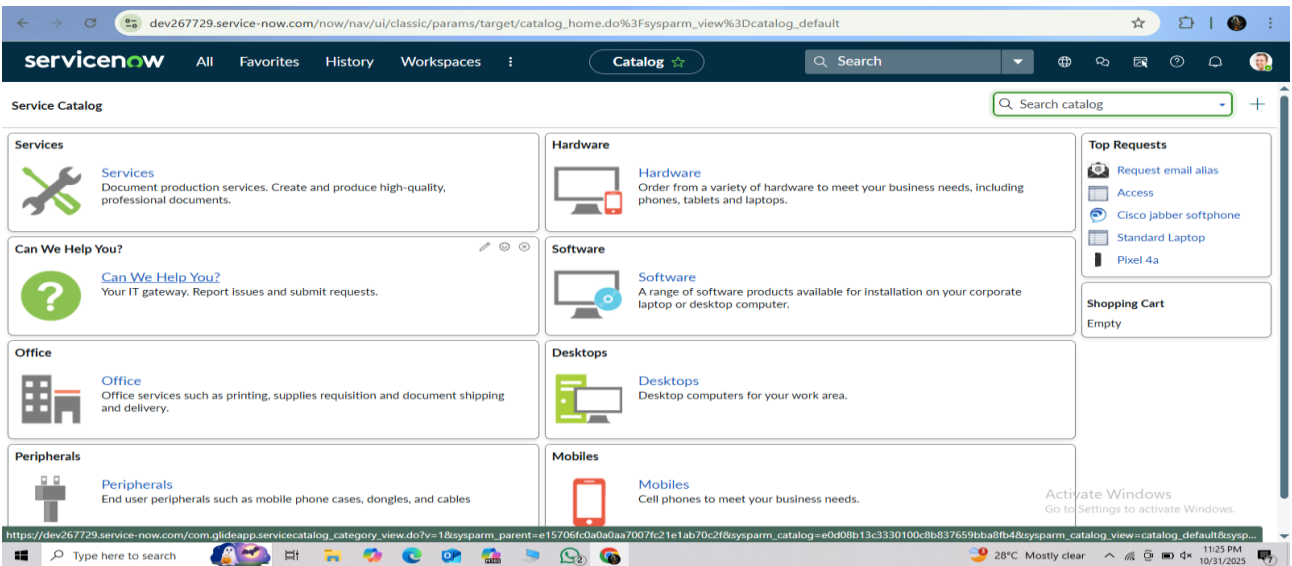 dev267729.service-now.com/now/nav/ui/classic/params/target/catalog_home.do%3Fsysparm_view%3Dcatalog_default
servicenow All Favorites History Workspaces Catalog Search
Service Catalog
Search catalog
Services
Services
Document production services. Create and produce high-quality,
professional documents.
Hardware
Hardware
Order from a variety of hardware to meet your business needs, including
phones, tablets and laptops.
Top Requests
Request email alias
Access
Cisco jabber softphone
Standard Laptop
Pixel 4a
Can We Help You?
Can We Help You?
Your IT gateway. Report issues and submit requests.
Software
Software
A range of software products available for installation on your corporate
laptop or desktop computer.
Shopping Cart
Empty
Office
Office
Office services such as printing, supplies requisition and document shipping
and delivery.
Desktops
Desktops
Desktop computers for your work area.
Peripherals
Peripherals
End user peripherals such as mobile phone cases, dongles, and cables
Mobiles
Mobiles
Cell phones to meet your business needs.
Activate Windows
Go to Settings to activate Windows.
https://dev267729.service-now.com/com.glideapp.servicecatalog_category_view.do?v=1&sysparm_parent=e15706fc0a0a0aa7007fc21e1ab70c2f&sysparm_catalog=e0d08b13c3330100c8b837659bba8fb4&sysparm_catalog_view=catalog_default&sysp...
Type here to search
28°C Mostly clear
11:25 PM
10/31/2025